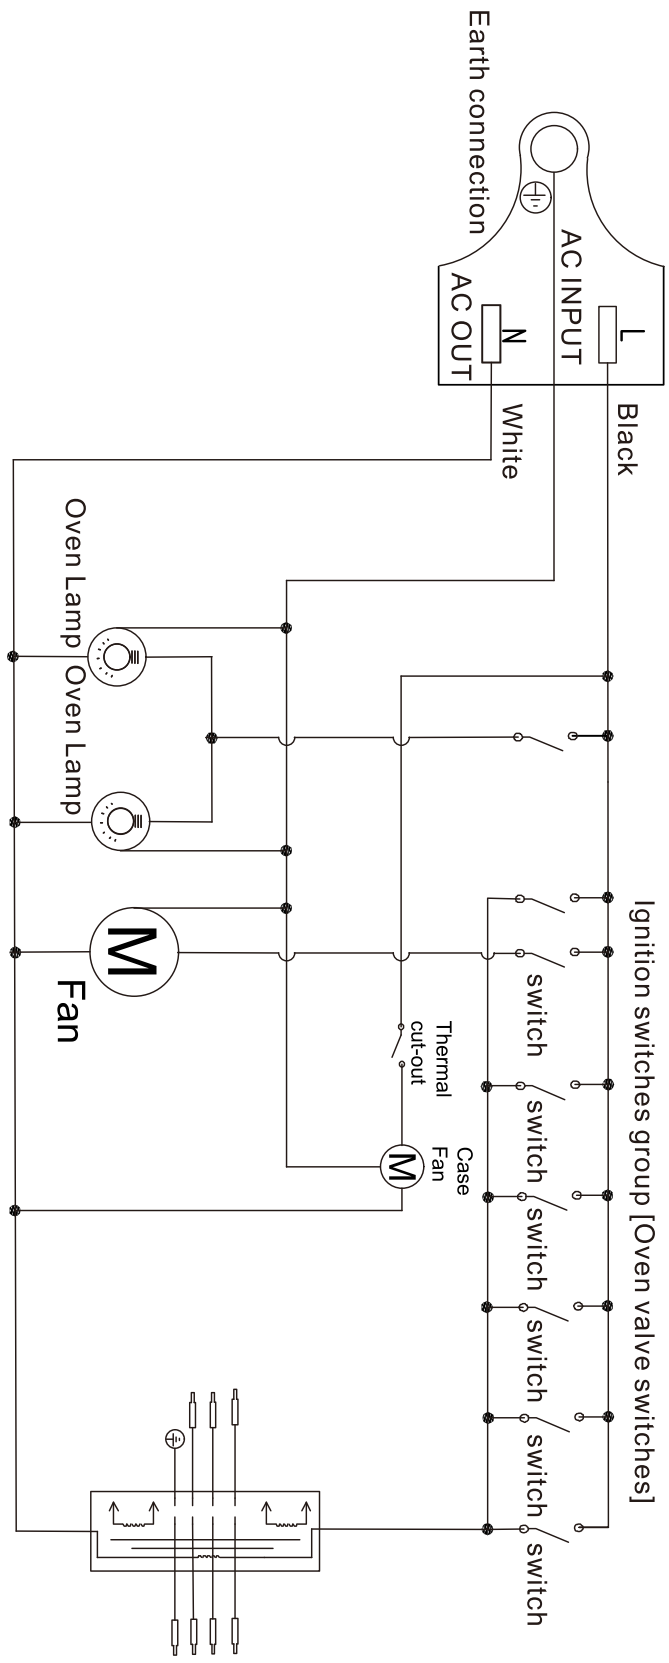 Earth connection
AC INPUT
AC OUT
L
N
Black
White
Ignition switches group [Oven valve switches]
switch
switch
switch
switch
switch
switch
Thermal
cut-out
Case
Fan
M
Oven Lamp
Oven Lamp
M
Fan